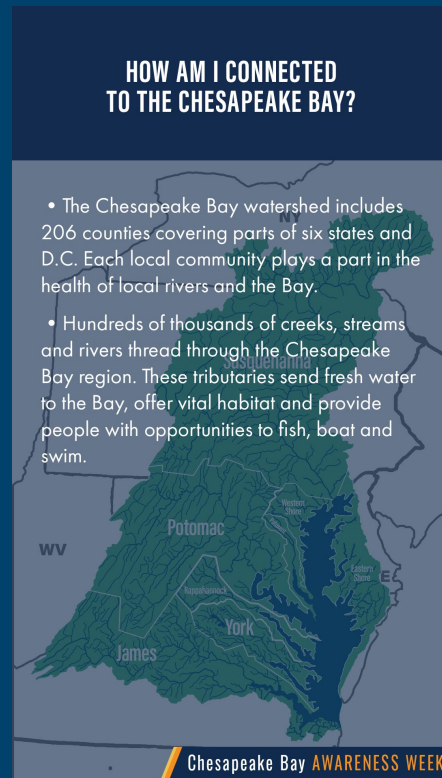 HOW AM I CONNECTED
TO THE CHESAPEAKE BAY?
• The Chesapeake Bay watershed includes
206 counties covering parts of six states and
D.C. Each local community plays a part in the
health of local rivers and the Bay.
• Hundreds of thousands of creeks, streams
and rivers thread through the Chesapeake
Bay region. These tributaries send fresh water
to the Bay, offer vital habitat and provide
people with opportunities to fish, boat and
swim.
NY
Susquehanna
Western
Shore
Potomac
WV
Eastern
Shore
E
Rappahannock
York
James
Chesapeake Bay AWARENESS WEEK